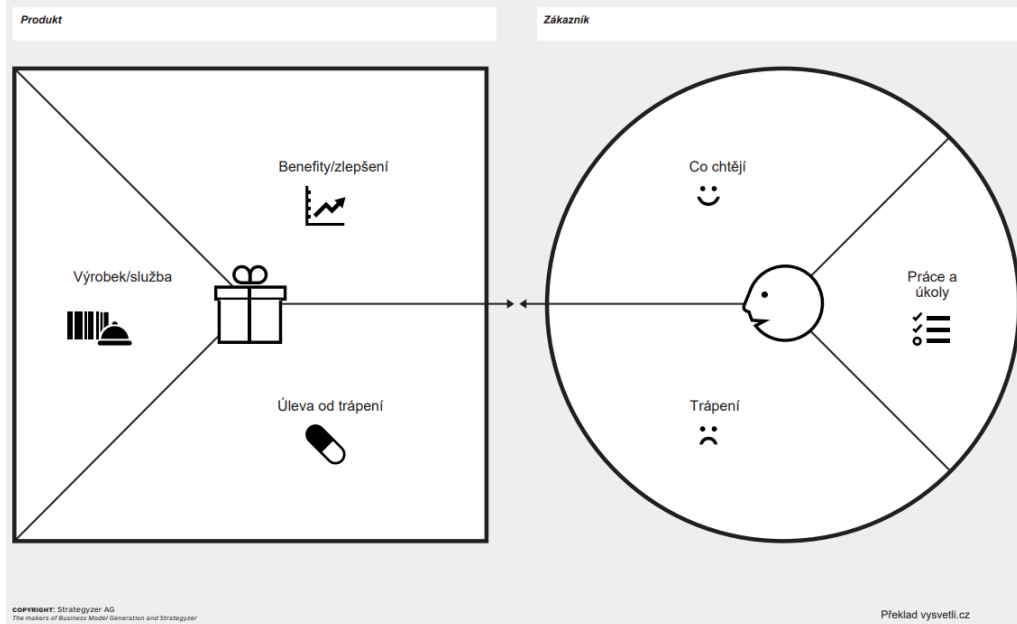 Produkt
Zákazník
Benefity/zlepšení
Výrobek/služba
Úleva od trápení
Co chtějí
Práce a
úkoly
Trápení
COPYRIGHT: Strategyzer AG
The makers of Business Model Generation and Strategyzer
Překlad vysvetli.cz